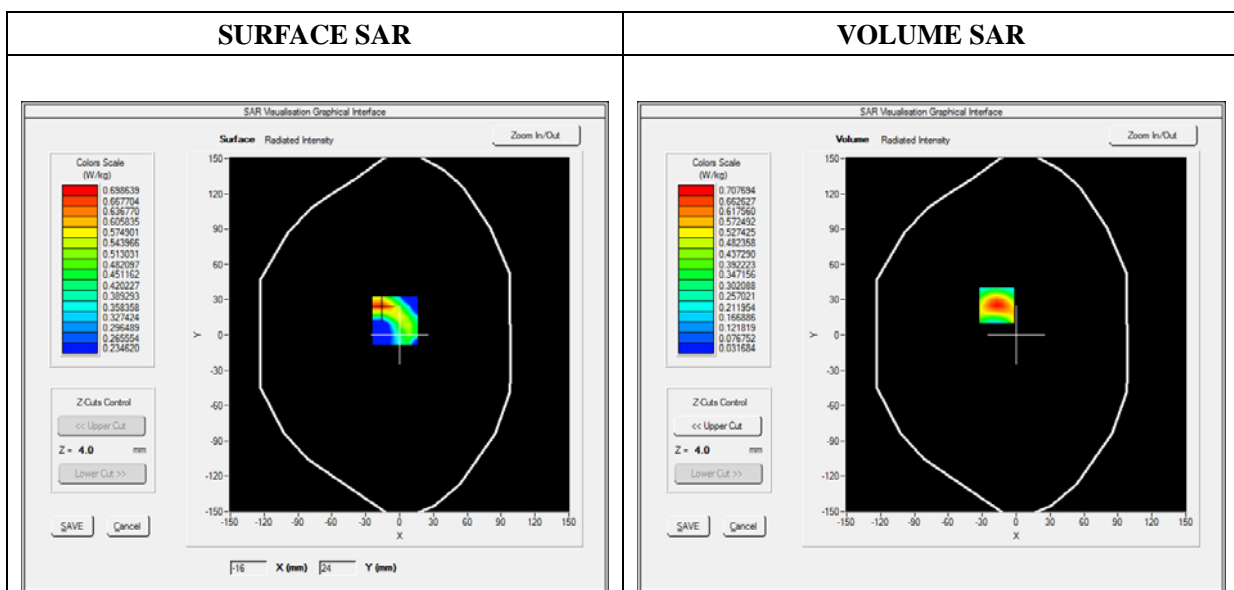 SURFACE SAR
VOLUME SAR
SAR Visualisation Graphical Interface
Surface Radiated Intensity
Zoom In/Out
Colors Scale
(W/kg)
0.698639
0.667704
0.636770
0.605835
0.574901
0.543966
0.513031
0.482097
0.451162
0.420227
0.389293
0.358358
0.327424
0.296489
0.265554
0.234620
Z-Cuts Control
<< Upper Cut
Z = 4.0 mm
Lower Cut >>
SAVE Cancel
150
120
90
60
30
0
-30
-60
-90
-120
-150
Y
-150 -120 -90 -60 -30 0 30 60 90 120 150
X
-16 X (mm) 24 Y (mm)
SAR Visualisation Graphical Interface
Volume Radiated Intensity
Zoom In/Out
Colors Scale
(W/kg)
0.707694
0.662627
0.617560
0.572492
0.527425
0.482358
0.437290
0.392223
0.347156
0.302088
0.257021
0.211954
0.166886
0.121819
0.076752
0.031684
Z-Cuts Control
<< Upper Cut
Z = 4.0 mm
Lower Cut >>
SAVE Cancel
150
120
90
60
30
0
-30
-60
-90
-120
-150
Y
-150 -120 -90 -60 -30 0 30 60 90 120 150
X